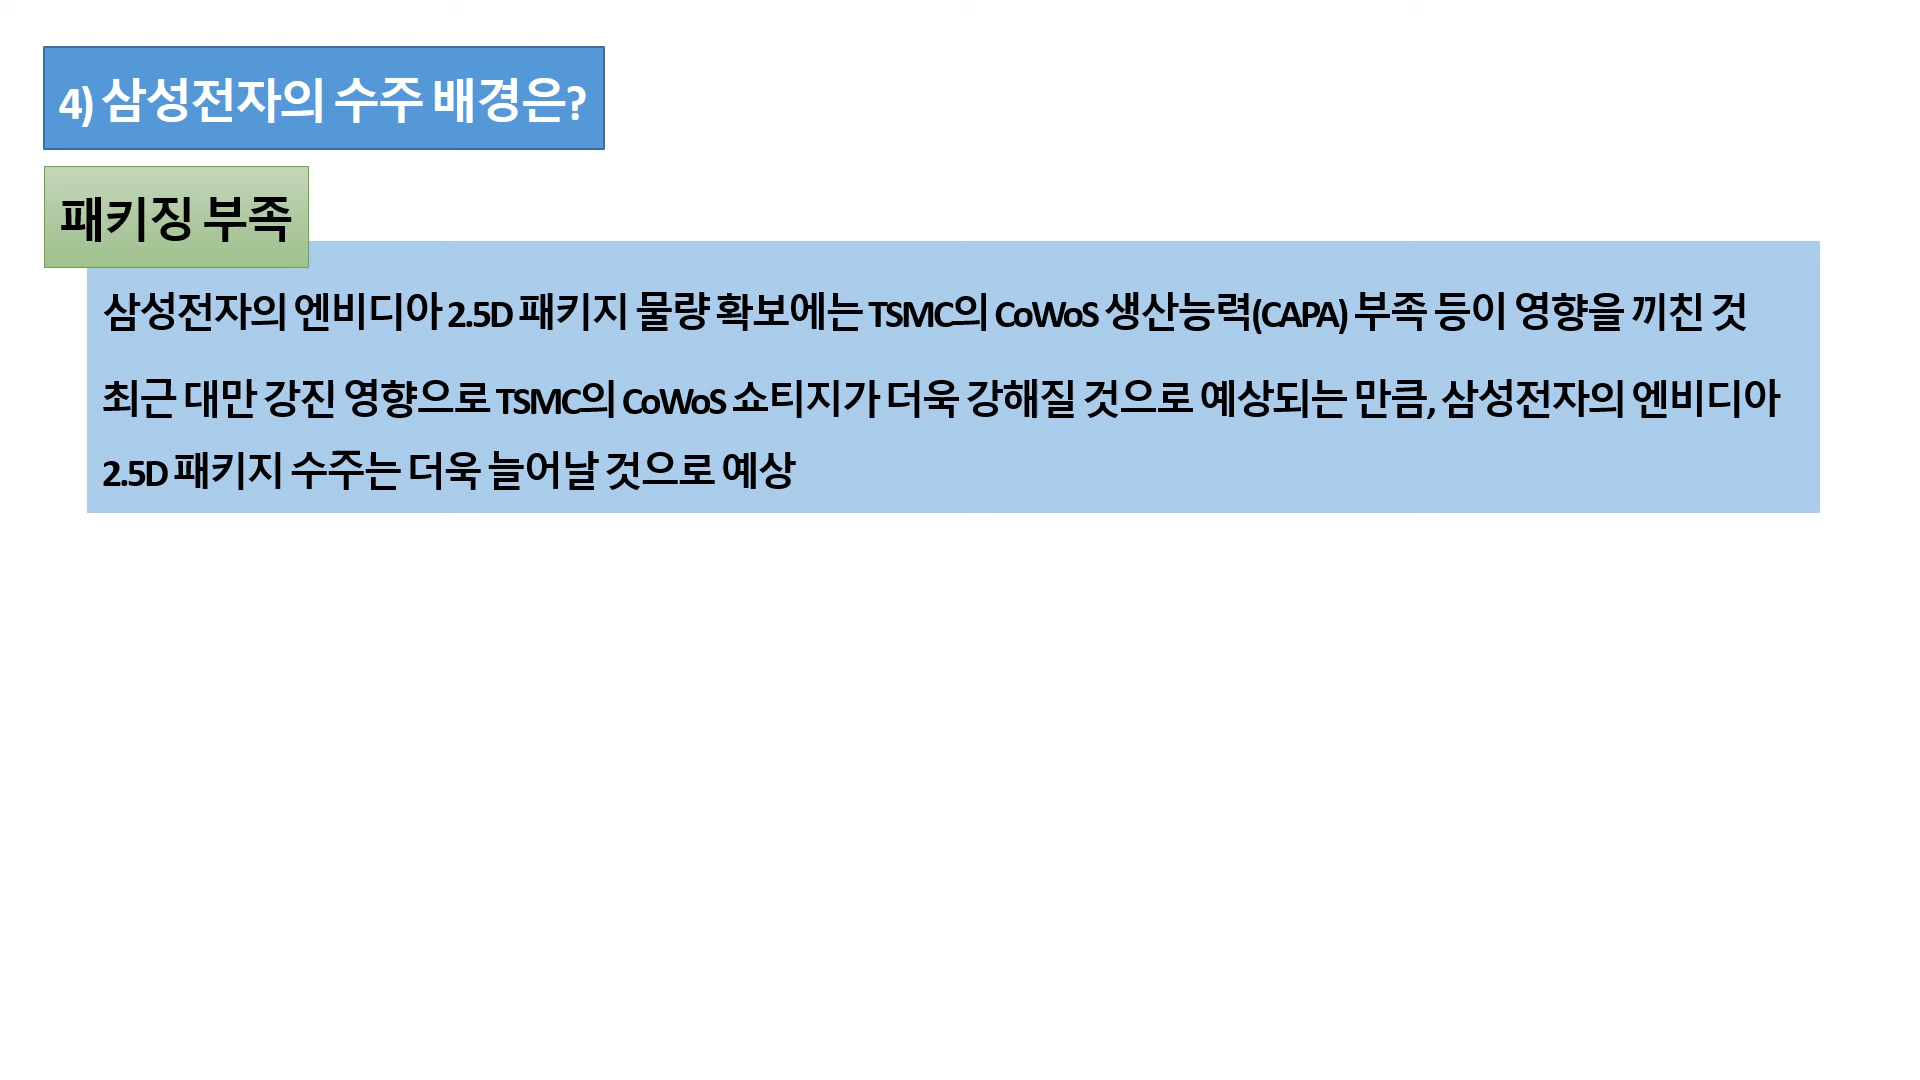 4) 삼성전자의 수주 배경은?
패키징 부족
삼성전자의 엔비디아 2.5D 패키지 물량 확보에는 TSMC의 CoWoS 생산능력(CAPA) 부족 등이 영향을 끼친 것
최근 대만 강진 영향으로 TSMC의 CoWoS 쇼티지가 더욱 강해질 것으로 예상되는 만큼, 삼성전자의 엔비디아
2.5D 패키지 수주는 더욱 늘어날 것으로 예상